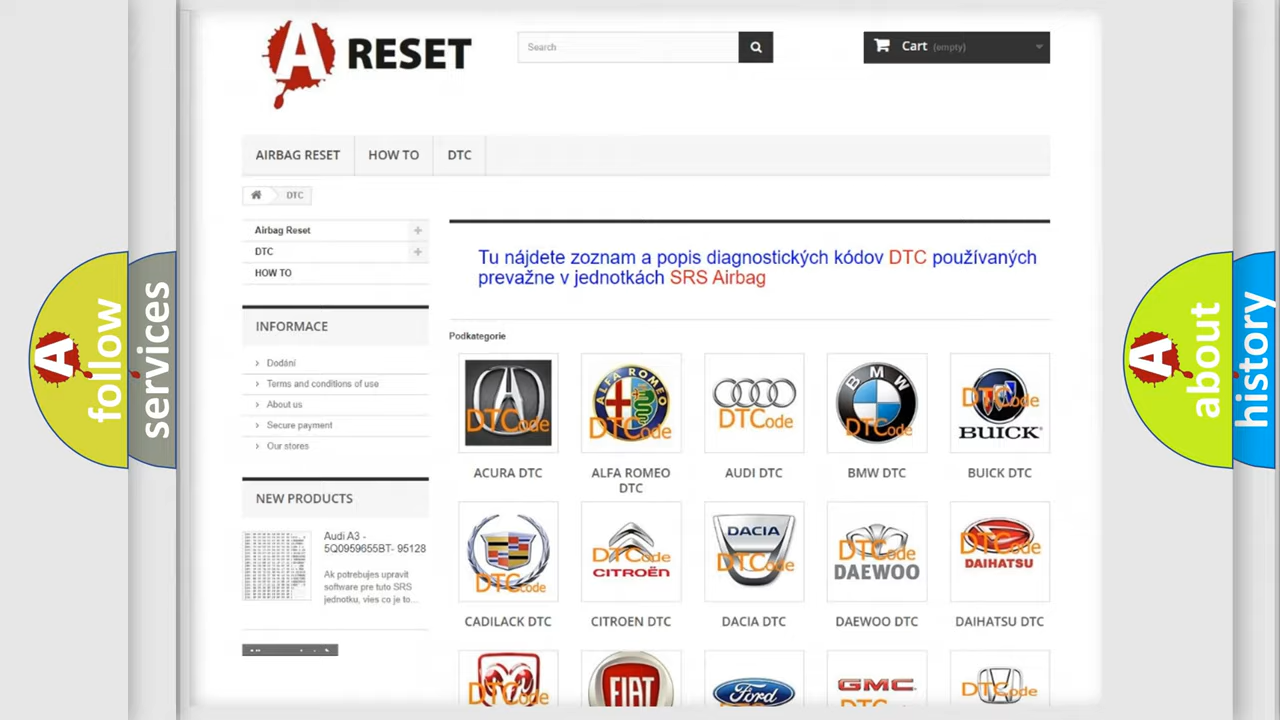 A RESET
Search
Cart (empty)
AIRBAG RESET
HOW TO
DTC
DTC
Airbag Reset
DTC
HOW TO
Tu nájdete zoznam a popis diagnostických kódov DTC používaných
prevažne v jednotkách SRS Airbag
INFORMACE
Dodání
Terms and conditions of use
About us
Secure payment
Our stores
NEW PRODUCTS
Audi A3 -
5Q0959655BT- 95128
Ak potrebujes upravit
software pre tuto SRS
jednotku, vies co je to...
Podkategorie
DTCode
ALFA ROMEO
DTCode
DTCode
BMW
DTCode
DTCode
BUICK
ACURA DTC
ALFA ROMEO
DTC
AUDI DTC
BMW DTC
BUICK DTC
DTCode
DTCode
CITROËN
DACIA
DTCode
DTCode
DAEWOO
DTCode
DAIHATSU
CADILACK DTC
CITROEN DTC
DACIA DTC
DAEWOO DTC
DAIHATSU DTC
DTCode
FIAT
Ford
GMC
DTCode
A follow
services
A about
history